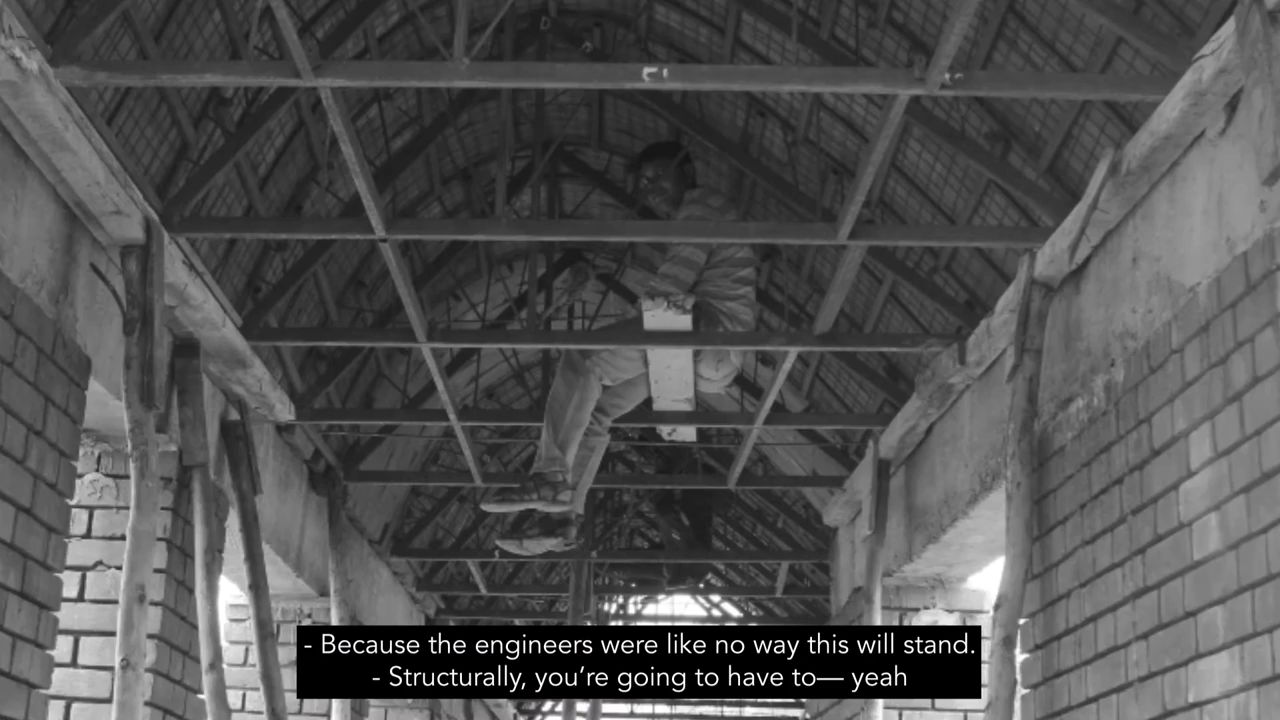 - Because the engineers were like no way this will stand.
- Structurally, you're going to have to— yeah